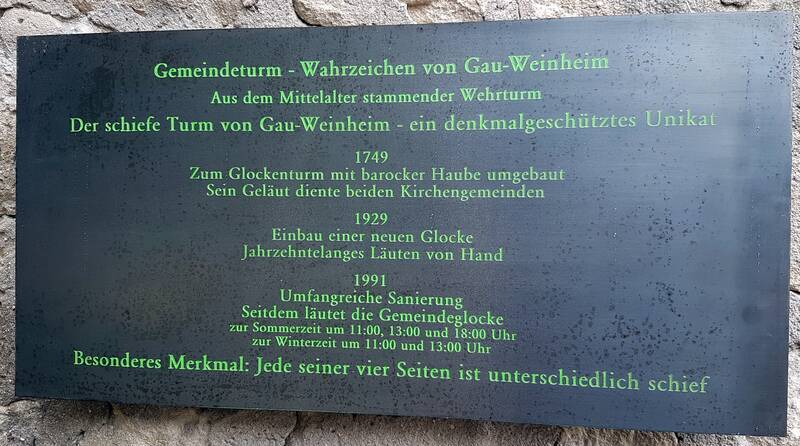 Gemeindeturm - Wahrzeichen von Gau-Weinheim
Aus dem Mittelalter stammender Wehrturm
Der schiefe Turm von Gau-Weinheim - ein denkmalgeschütztes Unikat
1749
Zum Glockenturm mit barocker Haube umgebaut
Sein Geläut diente beiden Kirchengemeinden
1929
Einbau einer neuen Glocke
Jahrzehntelanges Läuten von Hand
1991
Umfangreiche Sanierung
Seitdem läutet die Gemeindeglocke
zur Sommerzeit um 11:00, 13:00 und 18:00 Uhr
zur Winterzeit um 11:00 und 13:00 Uhr
Besonderes Merkmal: Jede seiner vier Seiten ist unterschiedlich schief